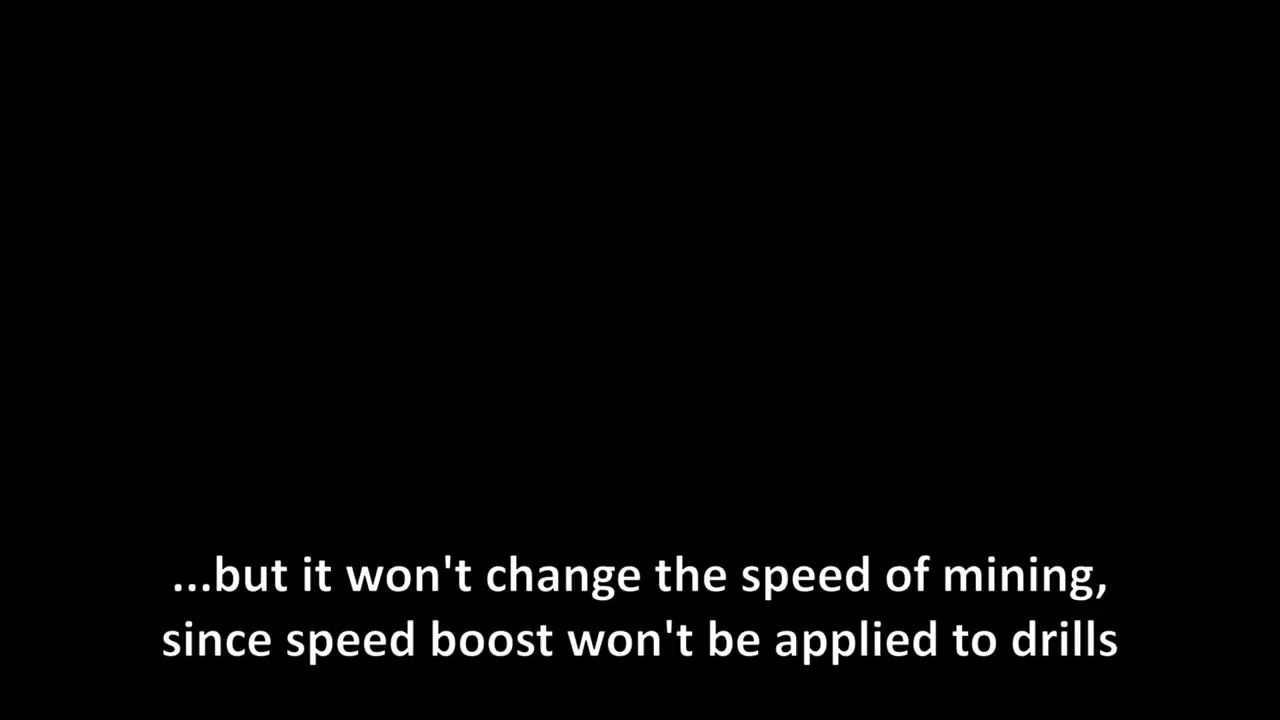 ...but it won't change the speed of mining,
since speed boost won't be applied to drills